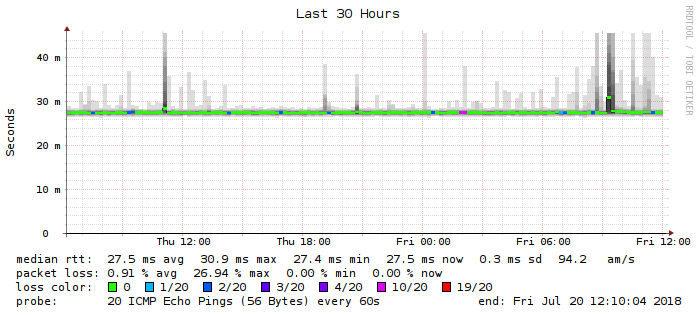 Last 30 Hours
RRDTOOL / TOBI OETIKER
Seconds
40 m
30 m
20 m
10 m
0
Thu 12:00 Thu 18:00 Fri 00:00 Fri 06:00 Fri 12:00
median rtt: 27.5 ms avg 30.9 ms max 27.4 ms min 27.5 ms now 0.3 ms sd 94.2 am/s
packet loss: 0.91 % avg 26.94 % max 0.00 % min 0.00 % now
loss color: 0 1/20 2/20 3/20 4/20 10/20 19/20
probe: 20 ICMP Echo Pings (56 Bytes) every 60s end: Fri Jul 20 12:10:04 2018